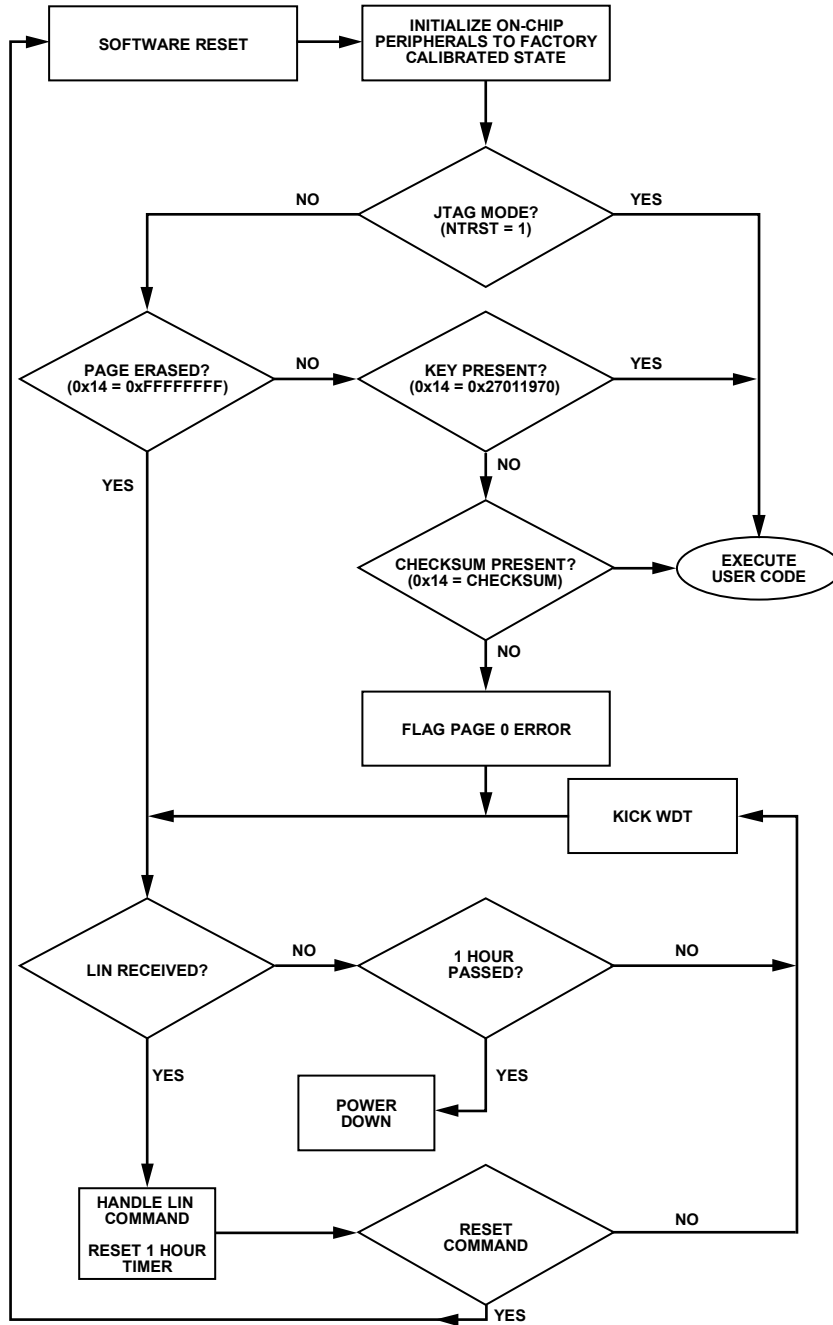 SOFTWARE RESET
INITIALIZE ON-CHIP
PERIPHERALS TO FACTORY
CALIBRATED STATE
NO
JTAG MODE?
(NTRST = 1)
YES
PAGE ERASED?
(0x14 = 0xFFFFFFFF)
NO
KEY PRESENT?
(0x14 = 0x27011970)
YES
YES
NO
CHECKSUM PRESENT?
(0x14 = CHECKSUM)
EXECUTE
USER CODE
NO
FLAG PAGE 0 ERROR
KICK WDT
LIN RECEIVED?
NO
1 HOUR
PASSED?
NO
YES
YES
POWER
DOWN
HANDLE LIN
COMMAND
RESET 1 HOUR
TIMER
RESET
COMMAND
NO
YES